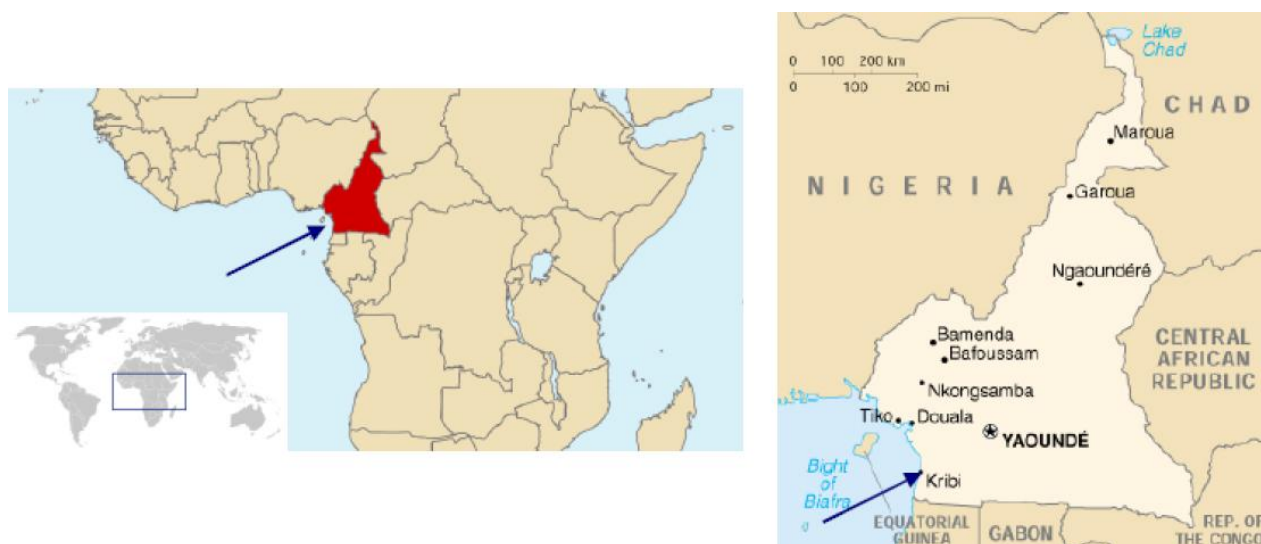 Lake
Chad
0 100 200 km
0 100 200 mi
CHAD
Maroua
NIGERIA
Garoua
Ngaoundéré
Bamenda
Bafoussam
CENTRAL
AFRICAN
REPUBLIC
Nkongsamba
Tiko
Douala
YAOUNDÉ
Bight
of
Biafra
Kribi
EQUATORIAL
GUINEA
GABON
REP. OF
THE CONGO